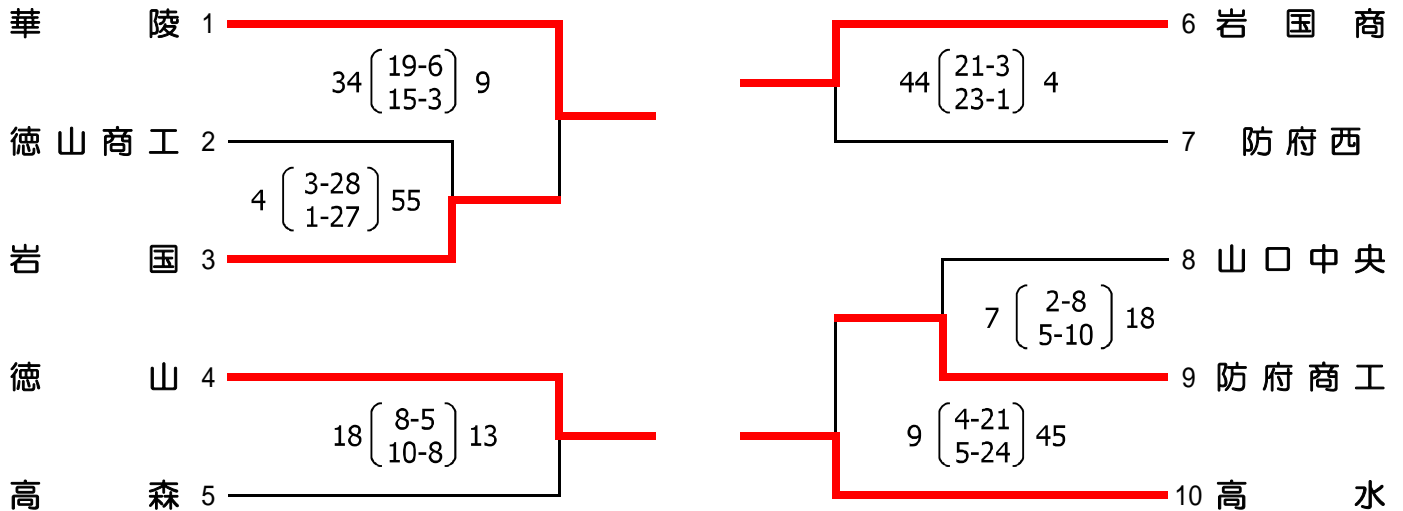 華陵 1
34 19-6 9
15-3
徳山商工 2
4 3-28 55
1-27
岩国 3
徳山 4
18 8-5 13
10-8
高森 5
6 岩国商
44 21-3 4
23-1
7 防府西
8 山口中央
7 2-8 18
5-10
9 防府商工
9 4-21 45
5-24
10 高水